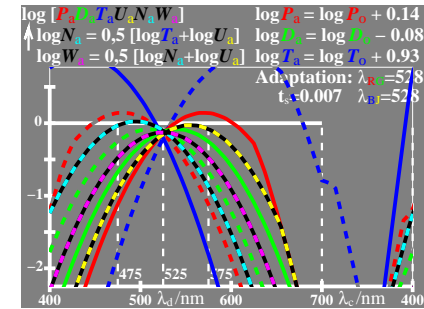 log [PaDaTaUaNaWa] log Pa = log Po + 0.14
log Na = 0,5 [logTa+logUa] log Da = log Do − 0.08
log Wa = 0,5 [logNa+logUa] log Ta = log To + 0.93
Adaptation: λRG=528
ts=0.007 λBJ=528
0
−1
−2
475 525 575
400 500 λd/nm 600 700 λc/nm 400